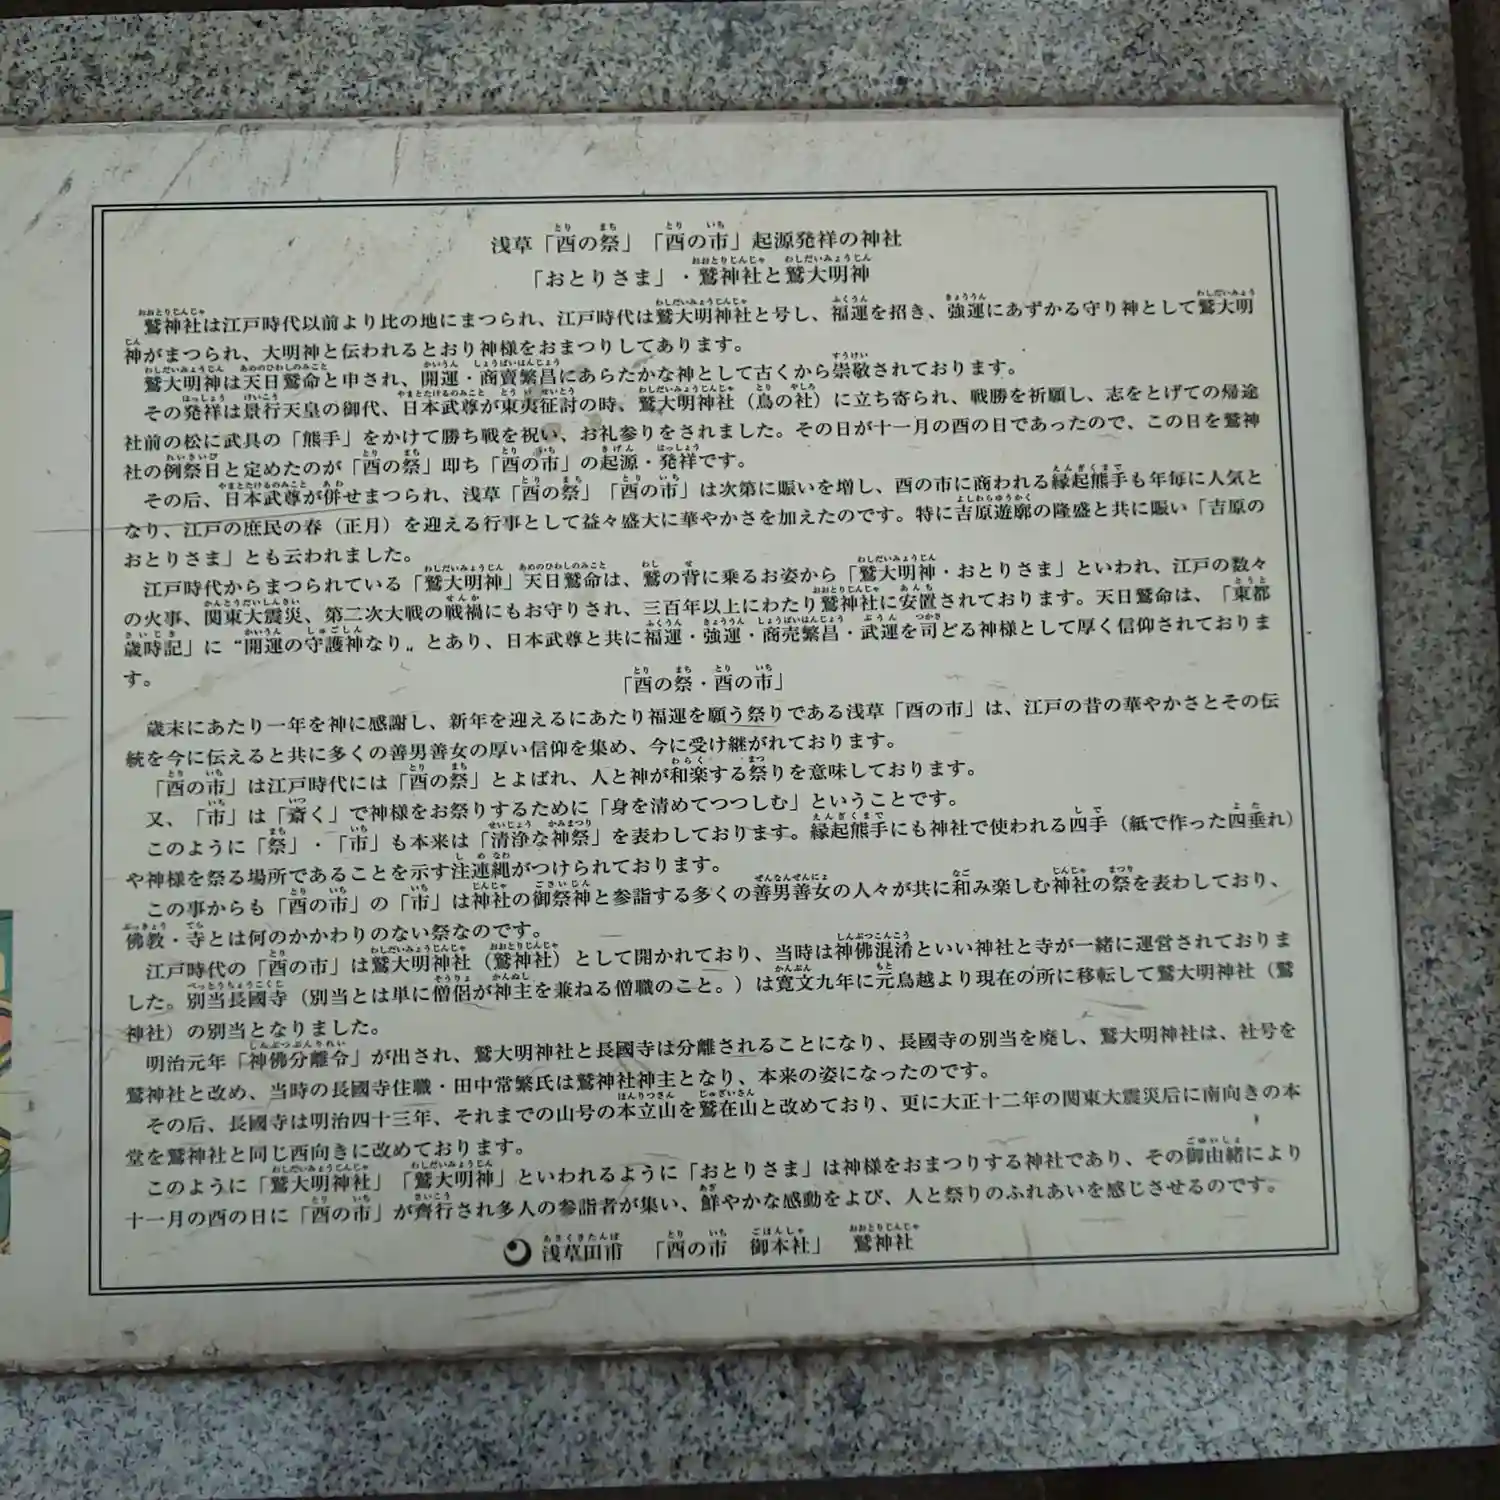 浅草「酉の祭」「酉の市」起源発祥の神社
「おとりさま」・鷲神社と鷲大明神
鷲神社は江戸時代以前より比の地にまつられ、江戸時代は鷲大明神社と号し、福運を招き、強運にあずかる守り神として鷲大明
神がまつられ、大明神と伝われるとおり神様をおまつりしてあります。
鷲大明神は天日鷲命と申され、開運・商賣繁昌にあらたかな神として古くから崇敬されております。
その発祥は景行天皇の御代、日本武尊が東夷征討の時、鷲大明神社（鳥の社）に立ち寄られ、戦勝を祈願し、志をとげての帰途
社前の松に武具の「熊手」をかけて勝ち戦を祝い、お礼参りをされました。その日が十一月の酉の日であったので、この日を鷲神
社の例祭日と定めたのが「酉の祭」即ち「酉の市」の起源・発祥です。
その后、日本武尊が併せまつられ、浅草「酉の祭」「酉の市」は次第に賑いを増し、酉の市に商われる縁起熊手も年毎に人気と
なり、江戸の庶民の春（正月）を迎える行事として益々盛大に華やかさを加えたのです。特に吉原遊廓の隆盛と共に賑い「吉原の
おとりさま」とも云われました。
江戸時代からまつられている「鷲大明神」天日鷲命は、鷲の背に乗るお姿から「鷲大明神・おとりさま」といわれ、江戸の数々
の火事、関東大震災、第二次大戦の戦禍にもお守りされ、三百年以上にわたり鷲神社に安置されております。天日鷲命は、「東都
歳時記」に“開運の守護神なり„とあり、日本武尊と共に福運・強運・商売繁昌・武運を司どる神様として厚く信仰されておりま
す。
「酉の祭・酉の市」
歳末にあたり一年を神に感謝し、新年を迎えるにあたり福運を願う祭りである浅草「酉の市」は、江戸の昔の華やかさとその伝
統を今に伝えると共に多くの善男善女の厚い信仰を集め、今に受け継がれております。
「酉の市」は江戸時代には「酉の祭」とよばれ、人と神が和楽する祭りを意味しております。
又、「市」は「斎く」で神様をお祭りするために「身を清めてつつしむ」ということです。
このように「祭」・「市」も本来は「清浄な神祭」を表わしております。縁起熊手にも神社で使われる四手（紙で作った四垂れ）
や神様を祭る場所であることを示す注連縄がつけられております。
この事からも「酉の市」の「市」は神社の御祭神と参詣する多くの善男善女の人々が共に和み楽しむ神社の祭を表わしており、
佛教・寺とは何のかかわりのない祭なのです。
江戸時代の「酉の市」は鷲大明神社（鷲神社）として開かれており、当時は神佛混淆といい神社と寺が一緒に運営されておりま
した。別当長國寺（別当とは単に僧侶が神主を兼ねる僧職のこと。）は寛文九年に元鳥越より現在の所に移転して鷲大明神社（鷲
神社）の別当となりました。
明治元年「神佛分離令」が出され、鷲大明神社と長國寺は分離されることになり、長國寺の別当を廃し、鷲大明神社は、社号を
鷲神社と改め、当時の長國寺住職・田中常繁氏は鷲神社神主となり、本来の姿になったのです。
その后、長國寺は明治四十三年、それまでの山号の本立山を鷲在山と改めており、更に大正十二年の関東大震災后に南向きの本
堂を鷲神社と同じ西向きに改めております。
このように「鷲大明神社」「鷲大明神」といわれるように「おとりさま」は神様をおまつりする神社であり、その御由緒により
十一月の酉の日に「酉の市」が齊行され多人の参詣者が集い、鮮やかな感動をよび、人と祭りのふれあいを感じさせるのです。
浅草田甫　「酉の市　御本社」　鷲神社